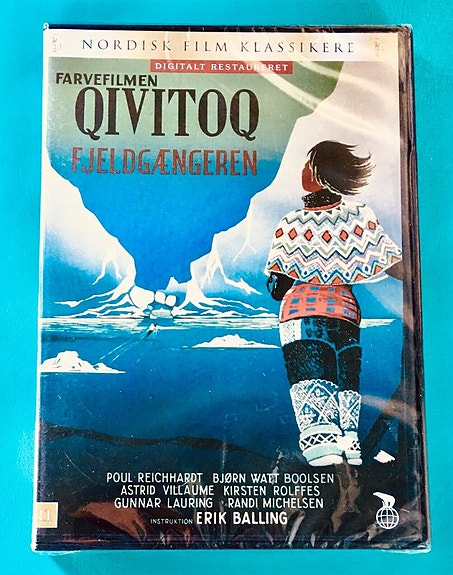 NORDISK FILM KLASSIKERE
DIGITALT RESTAURERET
FARVEFILMEN
QIVITOQ
FJELDGÆNGEREN
POUL REICHHARDT BJØRN WATT BOOLSEN
ASTRID VILLAUME KIRSTEN ROLFFES
GUNNAR LAURING RANDI MICHELSEN
INSTRUKTION ERIK BALLING
11